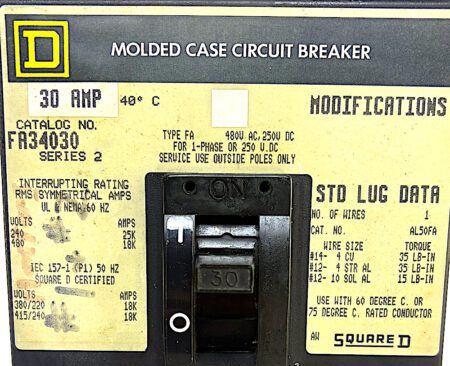 D
MOLDED CASE CIRCUIT BREAKER
30 AMP 40° C
CATALOG NO.
FA34030
SERIES 2
TYPE FA 480V AC, 250V DC
FOR 1-PHASE OR 250 V.DC
SERVICE USE OUTSIDE POLES ONLY
MODIFICATIONS
INTERRUPTING RATING
RMS SYMMETRICAL AMPS
UL & NEMA 60 HZ
VOLTS AMPS
240 25K
480 18K
IEC 157-1 (P1) 50 HZ
SQUARE D CERTIFIED
VOLTS AMPS
380/220 18K
415/240 18K
ON
I
30
O
STD LUG DATA
NO. OF WIRES 1
CAT. NO. AL50FA
WIRE SIZE TORQUE
#14- 4 CU 35 LB-IN
#12- 4 STR AL 35 LB-IN
#12- 10 SOL AL 15 LB-IN
USE WITH 60 DEGREE C. OR
75 DEGREE C. RATED CONDUCTOR
AW SQUARE D